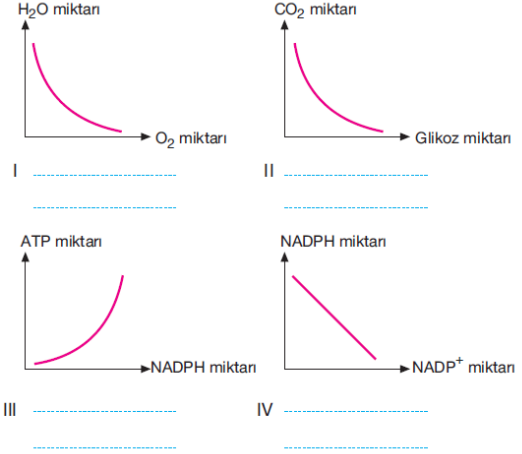 H₂O miktarı
O₂ miktarı
I
CO₂ miktarı
Glikoz miktarı
II
ATP miktarı
NADPH miktarı
III
NADPH miktarı
NADP⁺ miktarı
IV